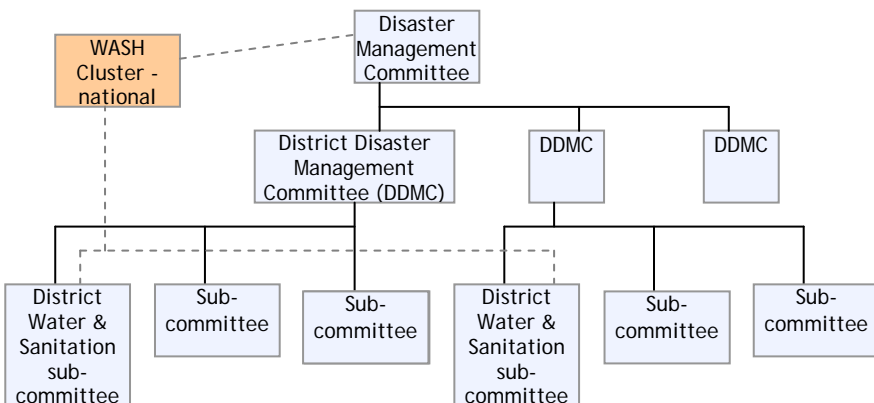 Disaster
Management
Committee
WASH
Cluster -
national
District Disaster
Management
Committee (DDMC)
DDMC
DDMC
District
Water &
Sanitation
sub-
committee
Sub-
committee
Sub-
committee
District
Water &
Sanitation
sub-
committee
Sub-
committee
Sub-
committee